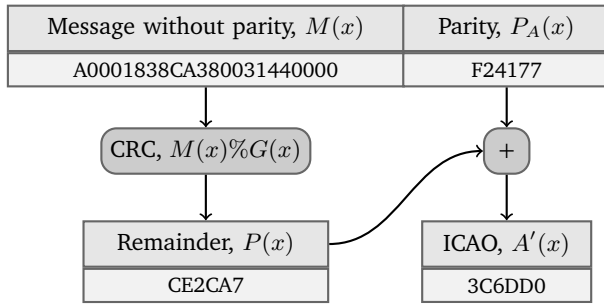 Message without parity, M(x) Parity, P_A(x)
A0001838CA380031440000 F24177
CRC, M(x)%G(x) +
Remainder, P(x) ICAO, A′(x)
CE2CA7 3C6DD0